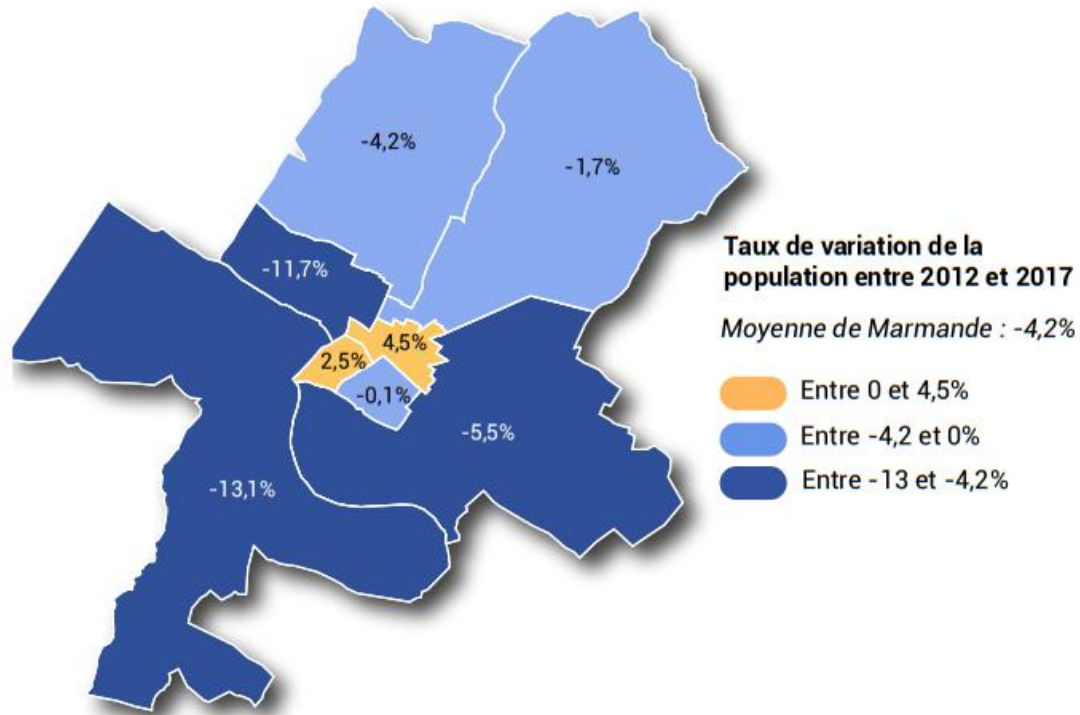 -4,2%
-1,7%
-11,7%
4,5%
2,5%
-0,1%
-5,5%
-13,1%
Taux de variation de la
population entre 2012 et 2017
Moyenne de Marmande : -4,2%
Entre 0 et 4,5%
Entre -4,2 et 0%
Entre -13 et -4,2%